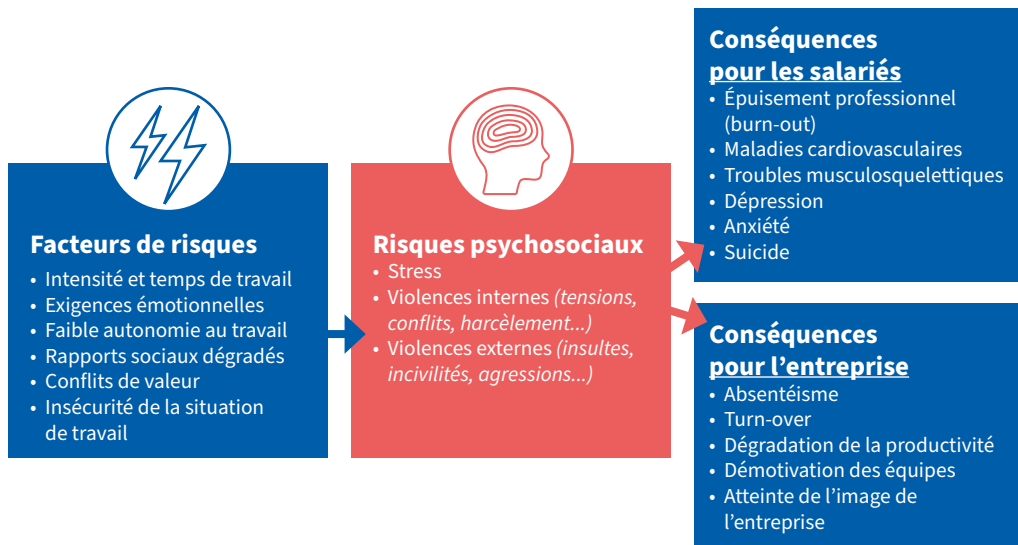 Facteurs de risques
• Intensité et temps de travail
• Exigences émotionnelles
• Faible autonomie au travail
• Rapports sociaux dégradés
• Conflits de valeur
• Insécurité de la situation
de travail
Risques psychosociaux
• Stress
• Violences internes (tensions,
conflits, harcèlement...)
• Violences externes (insultes,
incivilités, agressions...)
Conséquences
pour les salariés
• Épuisement professionnel
(burn-out)
• Maladies cardiovasculaires
• Troubles musculosquelettiques
• Dépression
• Anxiété
• Suicide
Conséquences
pour l’entreprise
• Absentéisme
• Turn-over
• Dégradation de la productivité
• Démotivation des équipes
• Atteinte de l’image de
l’entreprise